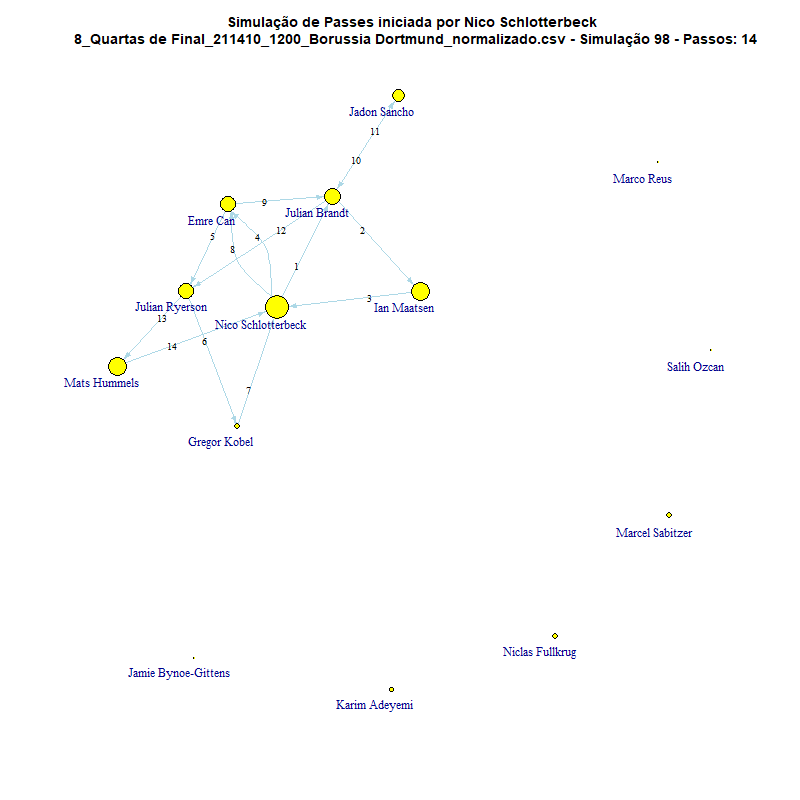 Simulação de Passes iniciada por Nico Schlotterbeck
8_Quartas de Final_211410_1200_Borussia Dortmund_normalizado.csv - Simulação 98 - Passos: 14
Jadon Sancho
11
10
Marco Reus
9
Julian Brandt
Emre Can
12
2
5
4
8
1
Julian Ryerson
3
Ian Maatsen
13
Nico Schlotterbeck
6
14
Salih Ozcan
Mats Hummels
7
Gregor Kobel
Marcel Sabitzer
Niclas Fullkrug
Jamie Bynoe-Gittens
Karim Adeyemi